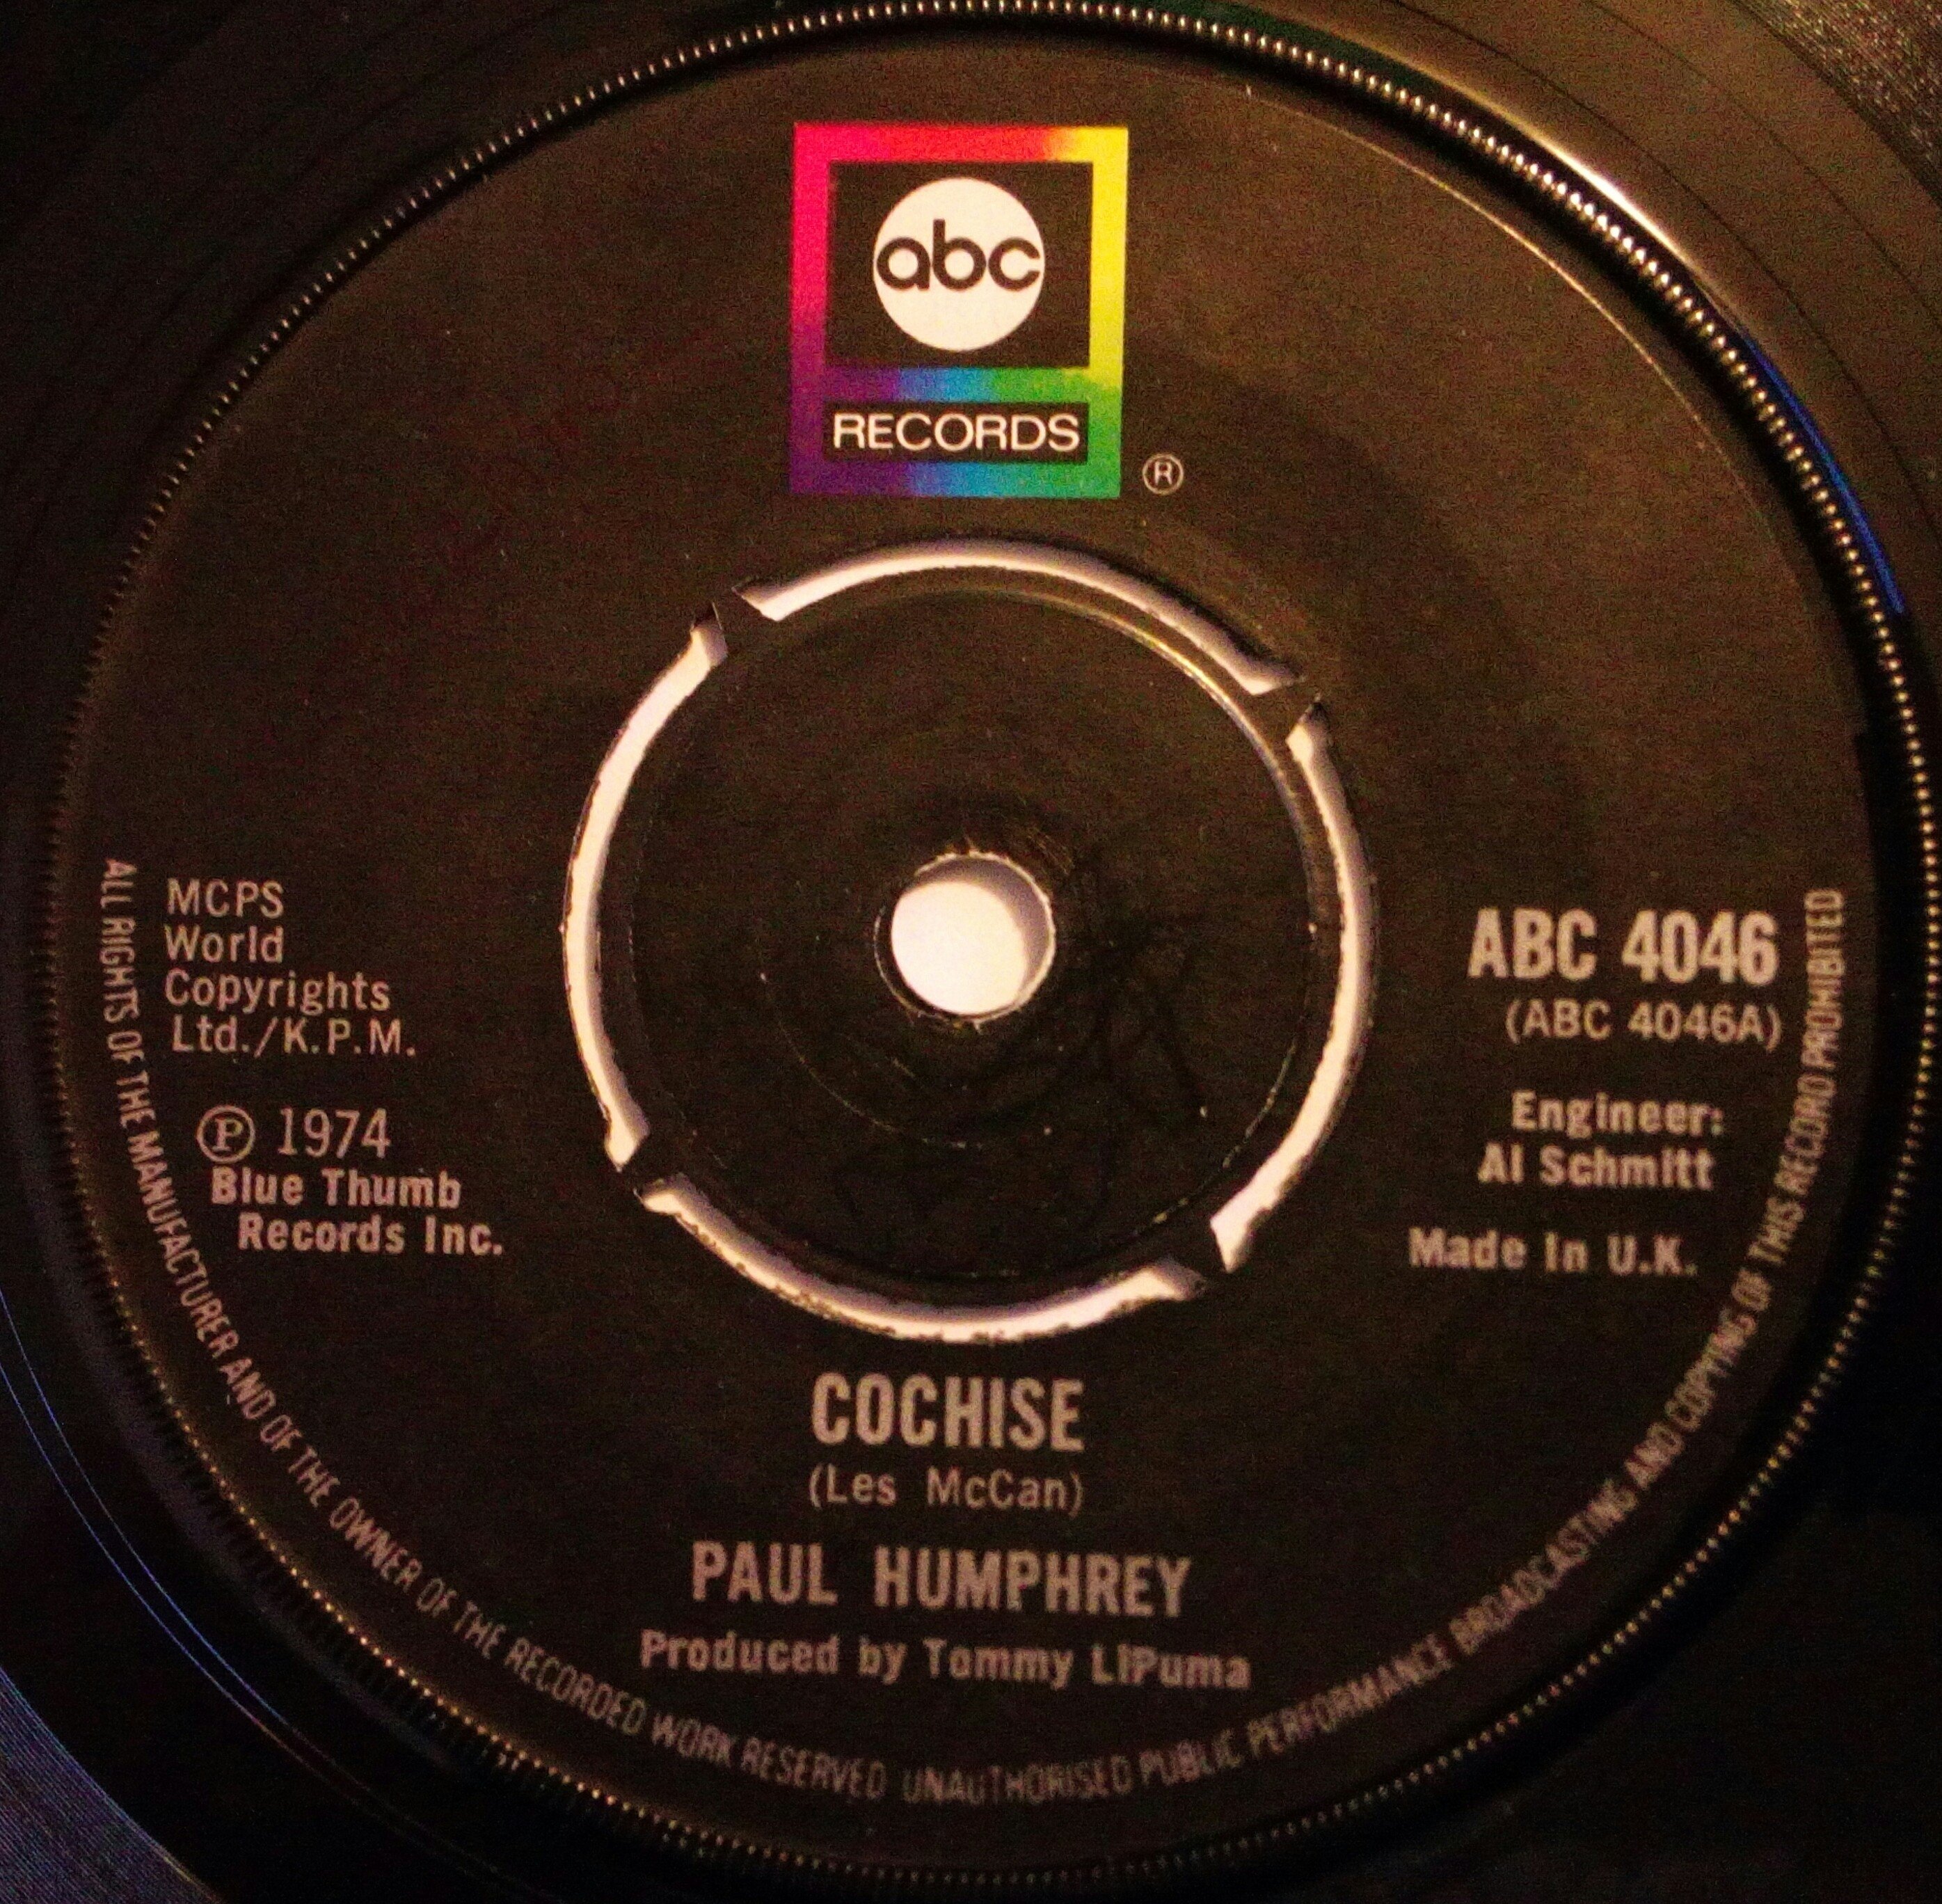 abc
RECORDS
®
MCPS
World
Copyrights
Ltd./K.P.M.
℗ 1974
Blue Thumb
Records Inc.
ABC 4046
(ABC 4046A)
Engineer:
Al Schmitt
Made In U.K.
COCHISE
(Les McCan)
PAUL HUMPHREY
Produced by Tommy LiPuma
ALL RIGHTS OF THE MANUFACTURER AND OF THE OWNER OF THE RECORDED WORK RESERVED UNAUTHORISED PUBLIC PERFORMANCE BROADCASTING AND COPYING OF THIS RECORD PROHIBITED